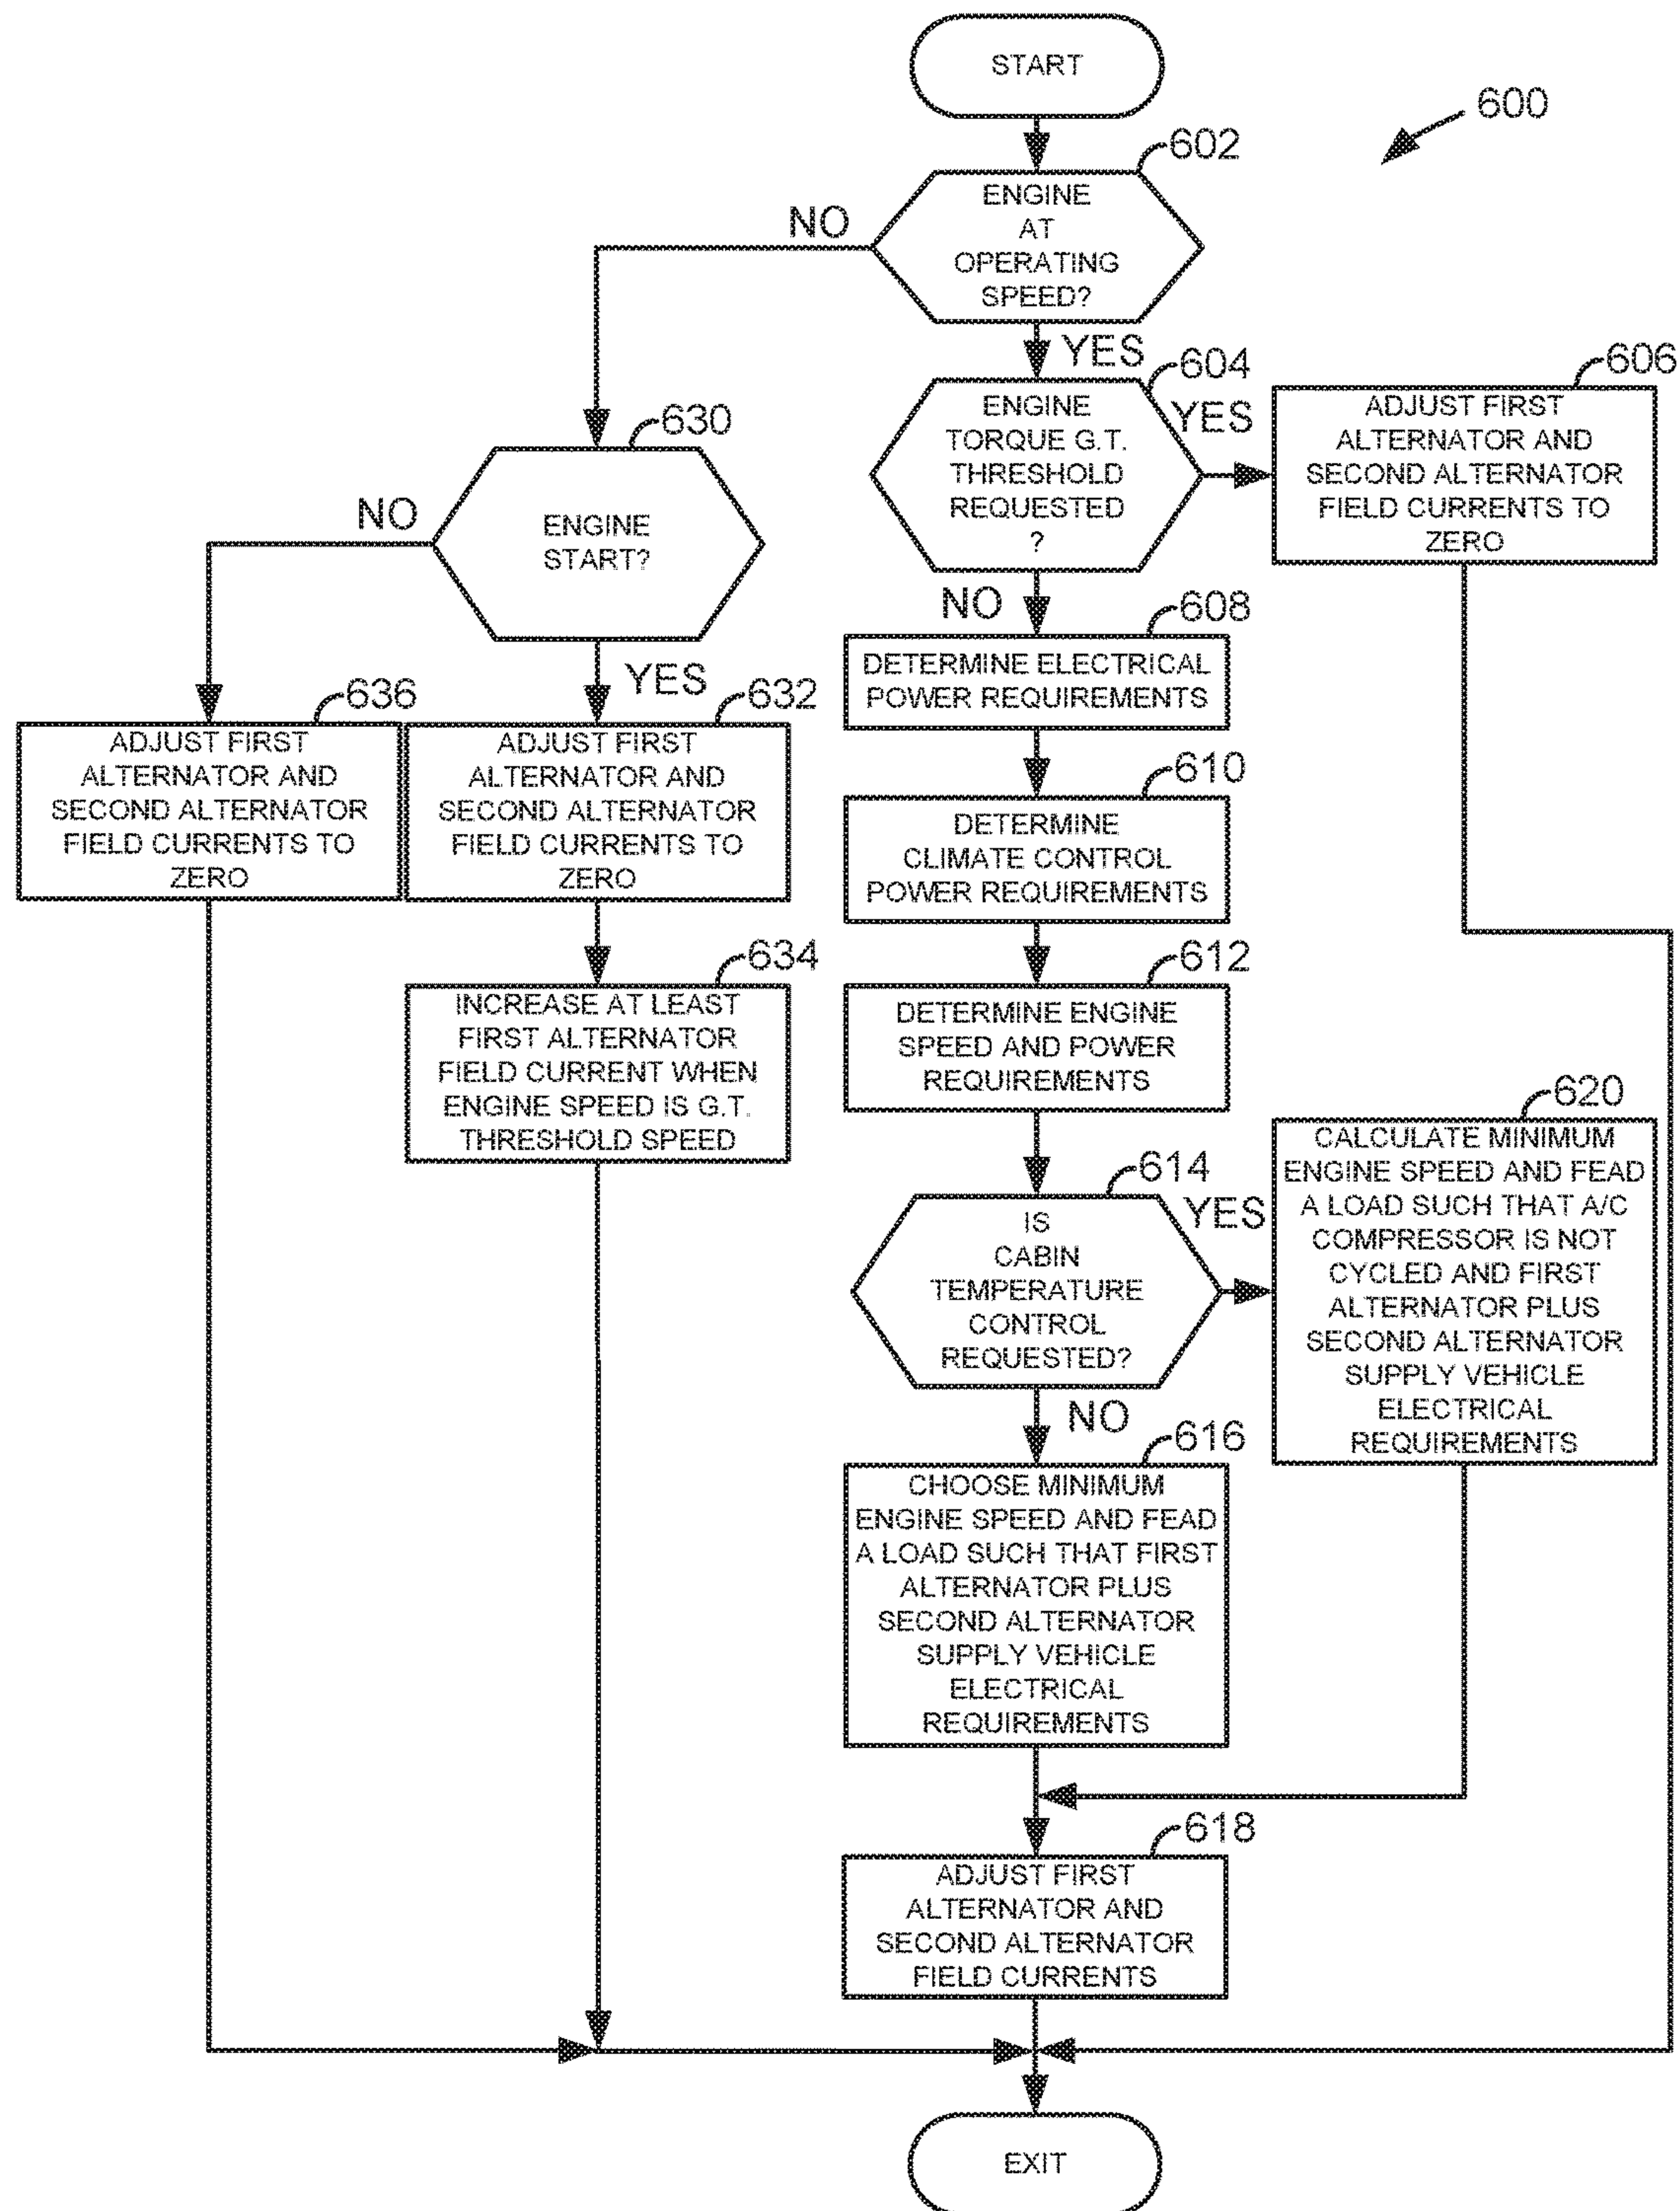 START
600
602
ENGINE
AT
OPERATING
SPEED?
NO
YES
604
ENGINE
TORQUE G.T.
THRESHOLD
REQUESTED
?
YES
606
ADJUST FIRST
ALTERNATOR AND
SECOND ALTERNATOR
FIELD CURRENTS TO
ZERO
630
ENGINE
START?
NO
YES
NO
608
DETERMINE ELECTRICAL
POWER REQUIREMENTS
636
ADJUST FIRST
ALTERNATOR AND
SECOND ALTERNATOR
FIELD CURRENTS TO
ZERO
632
ADJUST FIRST
ALTERNATOR AND
SECOND ALTERNATOR
FIELD CURRENTS TO
ZERO
610
DETERMINE
CLIMATE CONTROL
POWER REQUIREMENTS
634
INCREASE AT LEAST
FIRST ALTERNATOR
FIELD CURRENT WHEN
ENGINE SPEED IS G.T.
THRESHOLD SPEED
612
DETERMINE ENGINE
SPEED AND POWER
REQUIREMENTS
614
IS
CABIN
TEMPERATURE
CONTROL
REQUESTED?
YES
620
CALCULATE MINIMUM
ENGINE SPEED AND FEAD
A LOAD SUCH THAT A/C
COMPRESSOR IS NOT
CYCLED AND FIRST
ALTERNATOR PLUS
SECOND ALTERNATOR
SUPPLY VEHICLE
ELECTRICAL
REQUIREMENTS
NO
616
CHOOSE MINIMUM
ENGINE SPEED AND FEAD
A LOAD SUCH THAT FIRST
ALTERNATOR PLUS
SECOND ALTERNATOR
SUPPLY VEHICLE
ELECTRICAL
REQUIREMENTS
618
ADJUST FIRST
ALTERNATOR AND
SECOND ALTERNATOR
FIELD CURRENTS
EXIT